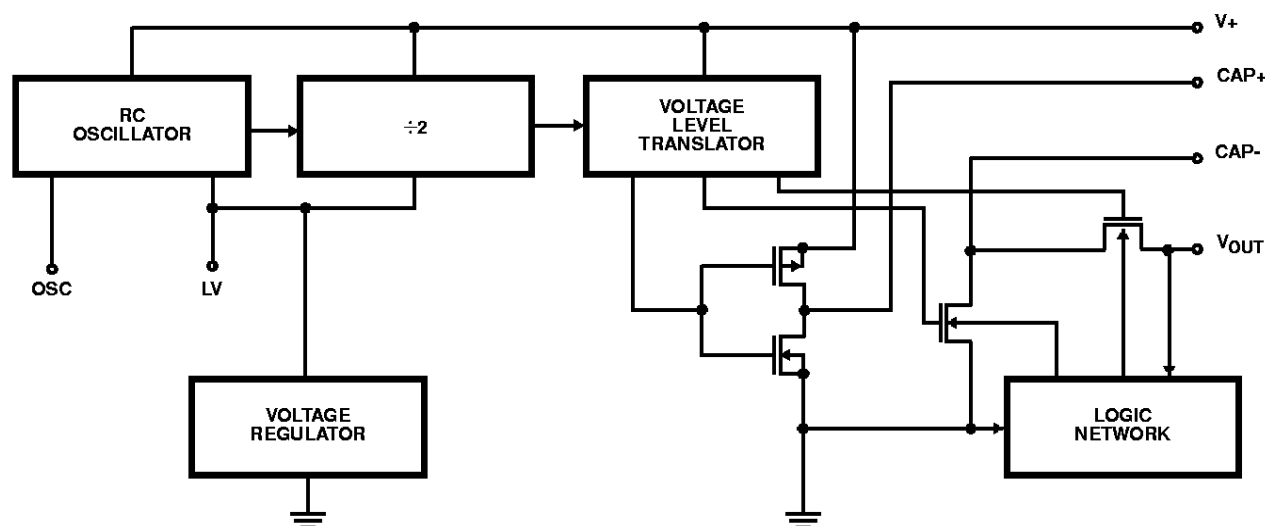 V+
CAP+
RC
OSCILLATOR
÷2
VOLTAGE
LEVEL
TRANSLATOR
CAP-
VOUT
OSC
LV
VOLTAGE
REGULATOR
LOGIC
NETWORK